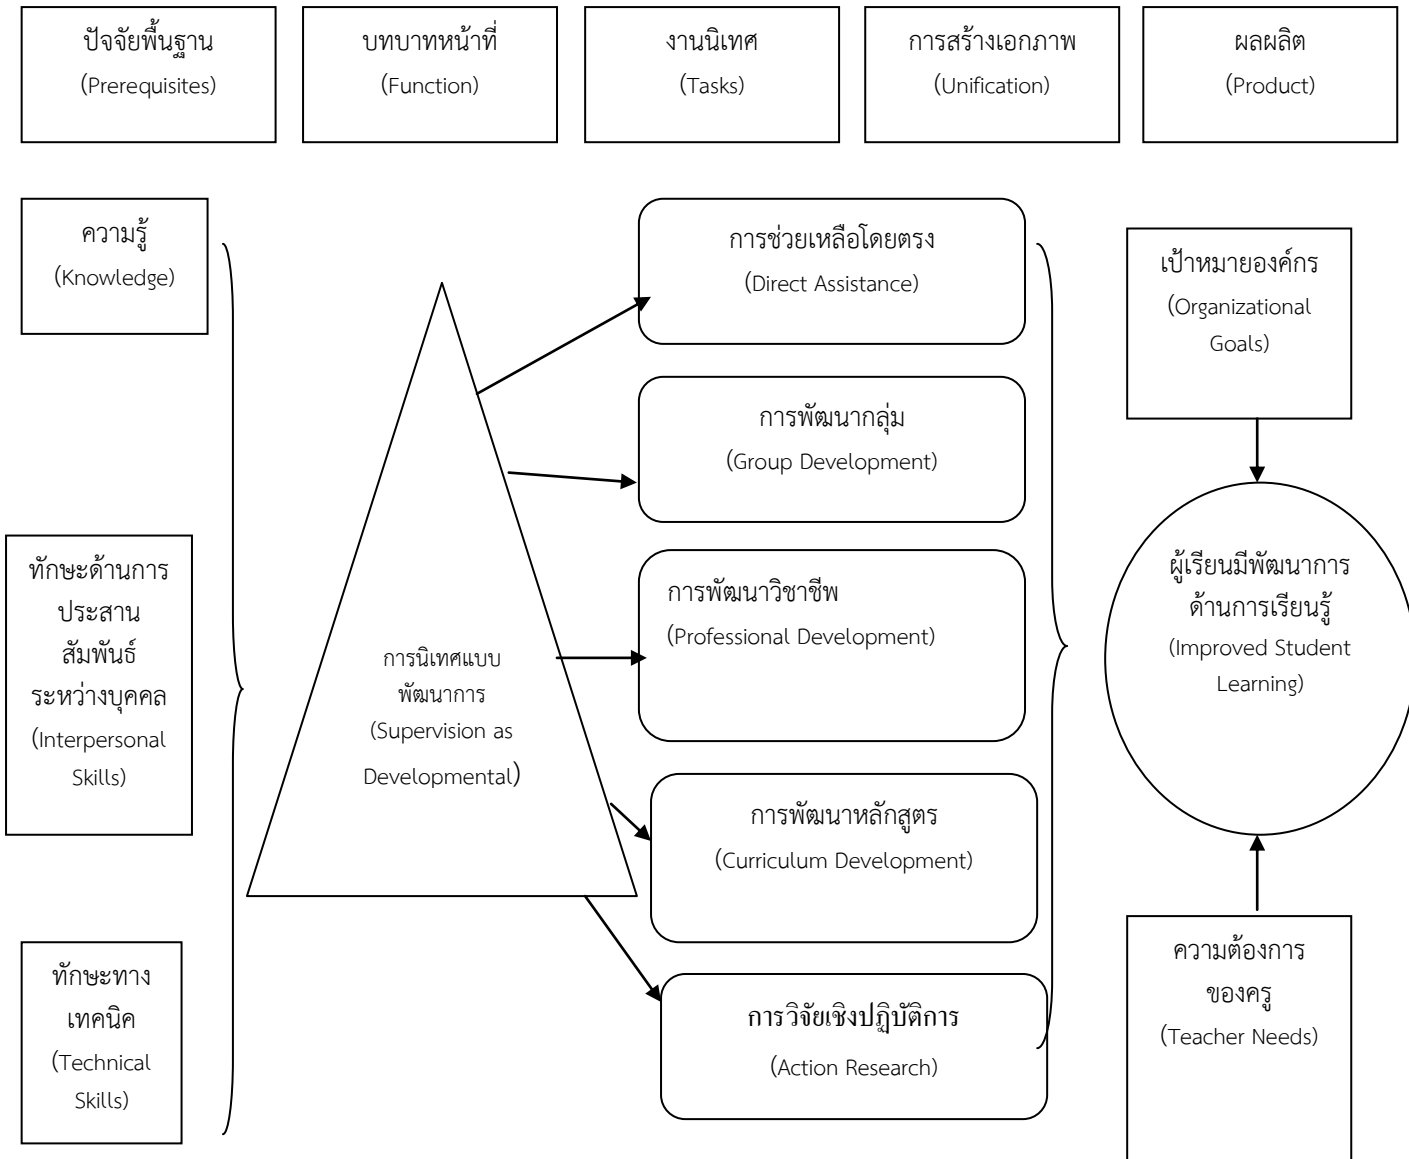 ปัจจัยพื้นฐาน
(Prerequisites)
บทบาทหน้าที่
(Function)
งานนิเทศ
(Tasks)
การสร้างเอกภาพ
(Unification)
ผลผลิต
(Product)
ความรู้
(Knowledge)
ทักษะด้านการ
ประสาน
สัมพันธ์
ระหว่างบุคคล
(Interpersonal
Skills)
ทักษะทาง
เทคนิค
(Technical
Skills)
การนิเทศแบบ
พัฒนาการ
(Supervision as
Developmental)
การช่วยเหลือโดยตรง
(Direct Assistance)
การพัฒนากลุ่ม
(Group Development)
การพัฒนาวิชาชีพ
(Professional Development)
การพัฒนาหลักสูตร
(Curriculum Development)
การวิจัยเชิงปฏิบัติการ
(Action Research)
เป้าหมายองค์กร
(Organizational
Goals)
ผู้เรียนมีพัฒนาการ
ด้านการเรียนรู้
(Improved Student
Learning)
ความต้องการ
ของครู
(Teacher Needs)